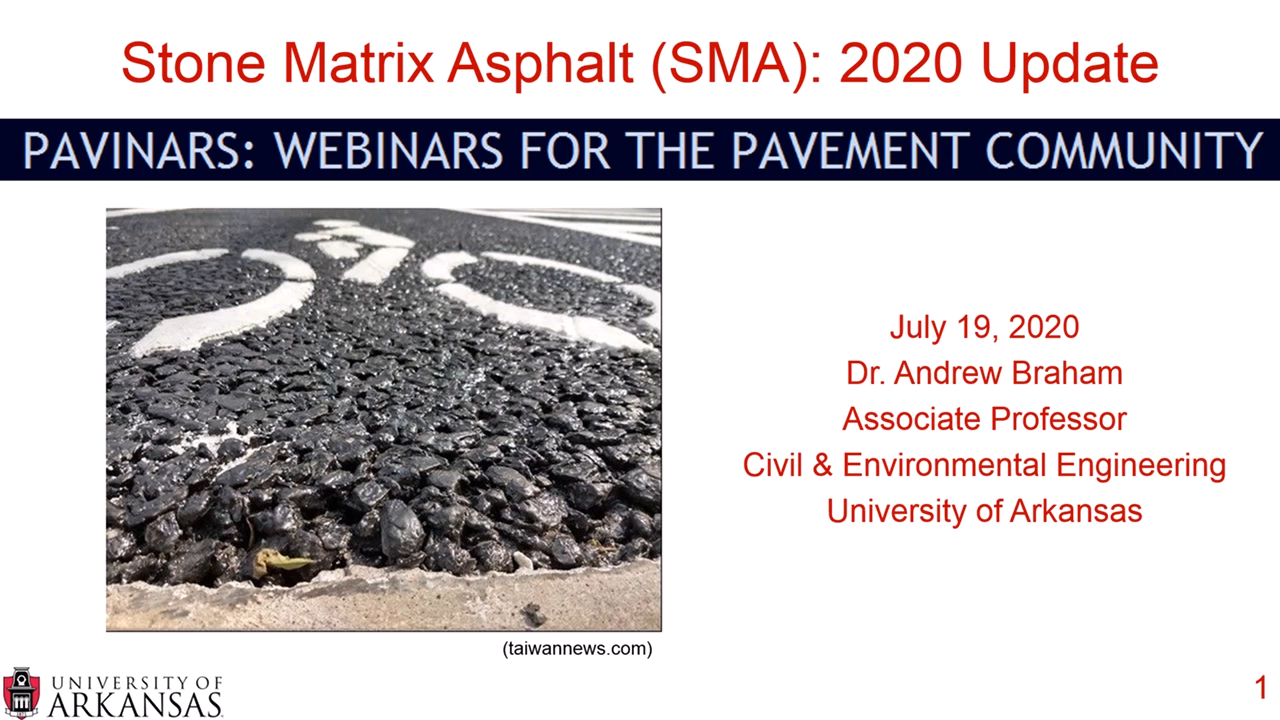 Stone Matrix Asphalt (SMA): 2020 Update
PAVINARS: WEBINARS FOR THE PAVEMENT COMMUNITY
July 19, 2020
Dr. Andrew Braham
Associate Professor
Civil & Environmental Engineering
University of Arkansas
(taiwannews.com)
UNIVERSITY OF
ARKANSAS
1